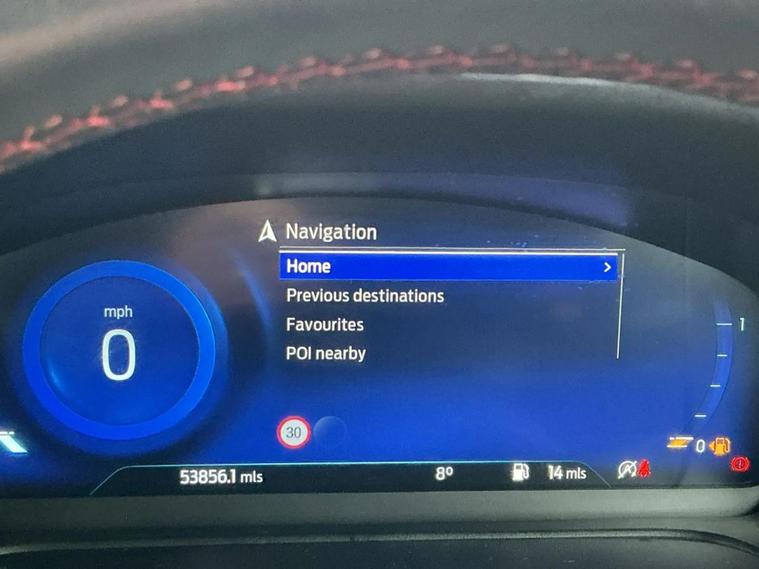 Navigation
Home
mph
0
Previous destinations
Favourites
POI nearby
1
30
0
53856.1 mls
8°
14 mls